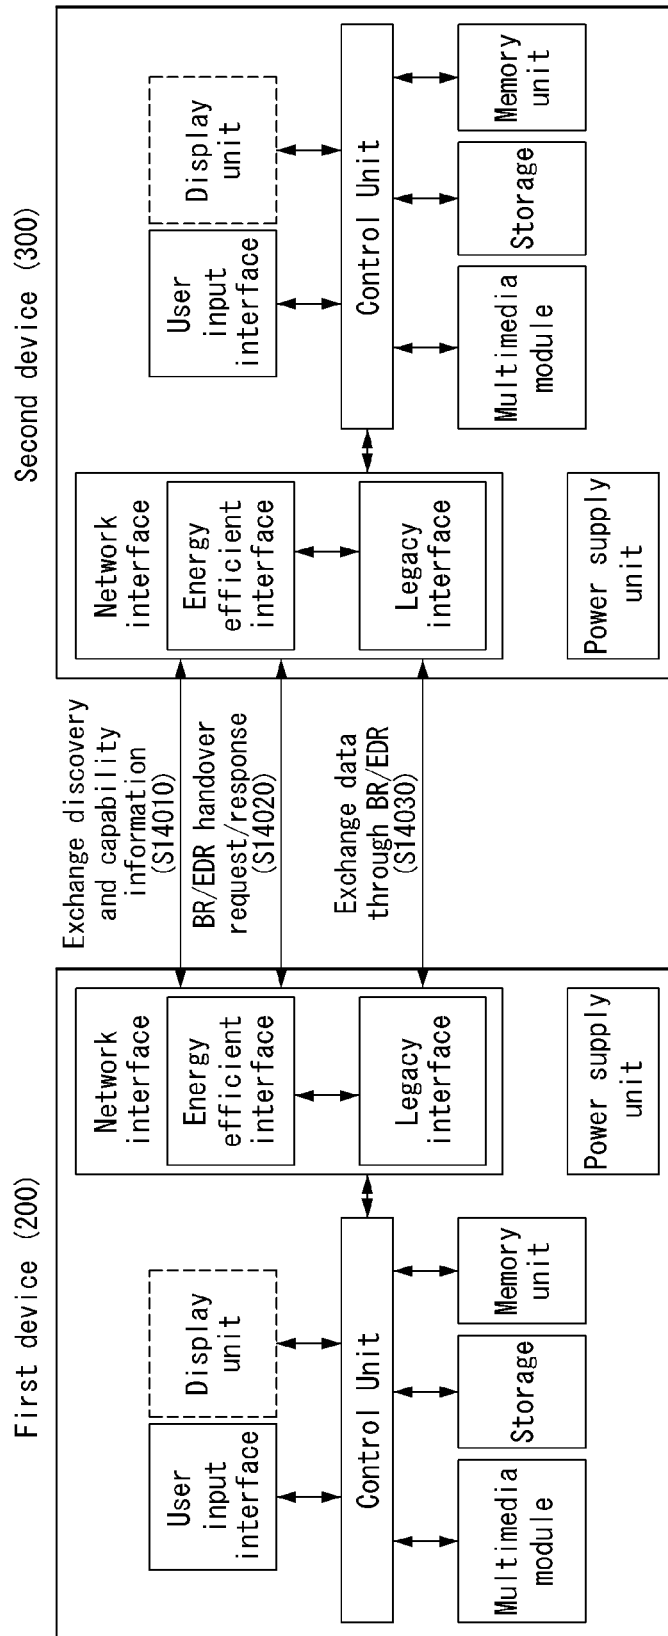 First device (200)
User
input
interface
Display
unit
Control Unit
Multimedia
module
Storage
Memory
unit
Network
interface
Energy
efficient
interface
Legacy
interface
Power supply
unit
Exchange discovery
and capability
information
(S14010)
BR/EDR handover
request/response
(S14020)
Exchange data
through BR/EDR
(S14030)
Second device (300)
Network
interface
Energy
efficient
interface
Legacy
interface
Power supply
unit
User
input
interface
Display
unit
Control Unit
Multimedia
module
Storage
Memory
unit